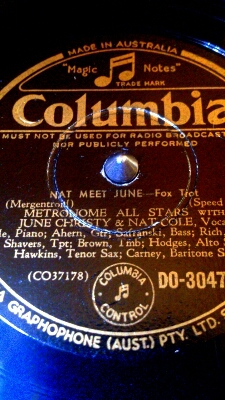 MADE IN AUSTRALIA
"Magic Notes"
TRADE MARK
Columbia
MUST NOT BE USED FOR RADIO BROADCAST
NOR PUBLICLY PERFORMED
NAT MEET JUNE—Fox Trot
(Mergentroid) (Speed
METRONOME ALL STARS WITH
JUNE CHRISTY & NAT COLE, Voca
le, Piano; Ahern, Gtr; Safranski, Bass; Rich,
Shavers, Tpt; Brown, Tmb; Hodges, Alto S
Hawkins, Tenor Sax; Carney, Baritone S
(CO37178)
COLUMBIA
CONTROL
DO-3047
A GRAPHOPHONE (AUST.) PTY. LTD. S